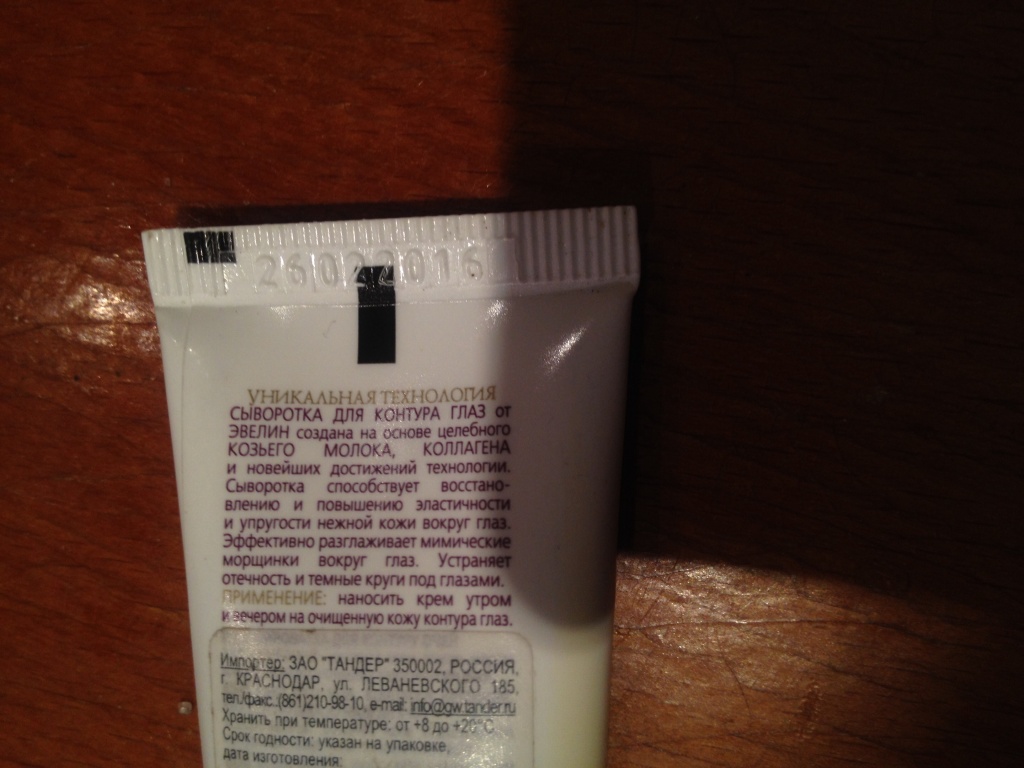 26022016
УНИКАЛЬНАЯ ТЕХНОЛОГИЯ
СЫВОРОТКА ДЛЯ КОНТУРА ГЛАЗ от
ЭВЕЛИН создана на основе целебного
КОЗЬЕГО МОЛОКА, КОЛЛАГЕНА
и новейших достижений технологии.
Сыворотка способствует восстано-
влению и повышению эластичности
и упругости нежной кожи вокруг глаз.
Эффективно разглаживает мимические
морщинки вокруг глаз. Устраняет
отечность и темные круги под глазами.
ПРИМЕНЕНИЕ: наносить крем утром
и вечером на очищенную кожу контура глаз.
Импортер: ЗАО "ТАНДЕР" 350002, РОССИЯ,
г. КРАСНОДАР, ул. ЛЕВАНЕВСКОГО 185,
тел./факс.:(861)210-98-10, e-mail: info@gw.tander.ru
Хранить при температуре: от +8 до +20°C
Срок годности: указан на упаковке,
дата изготовления: